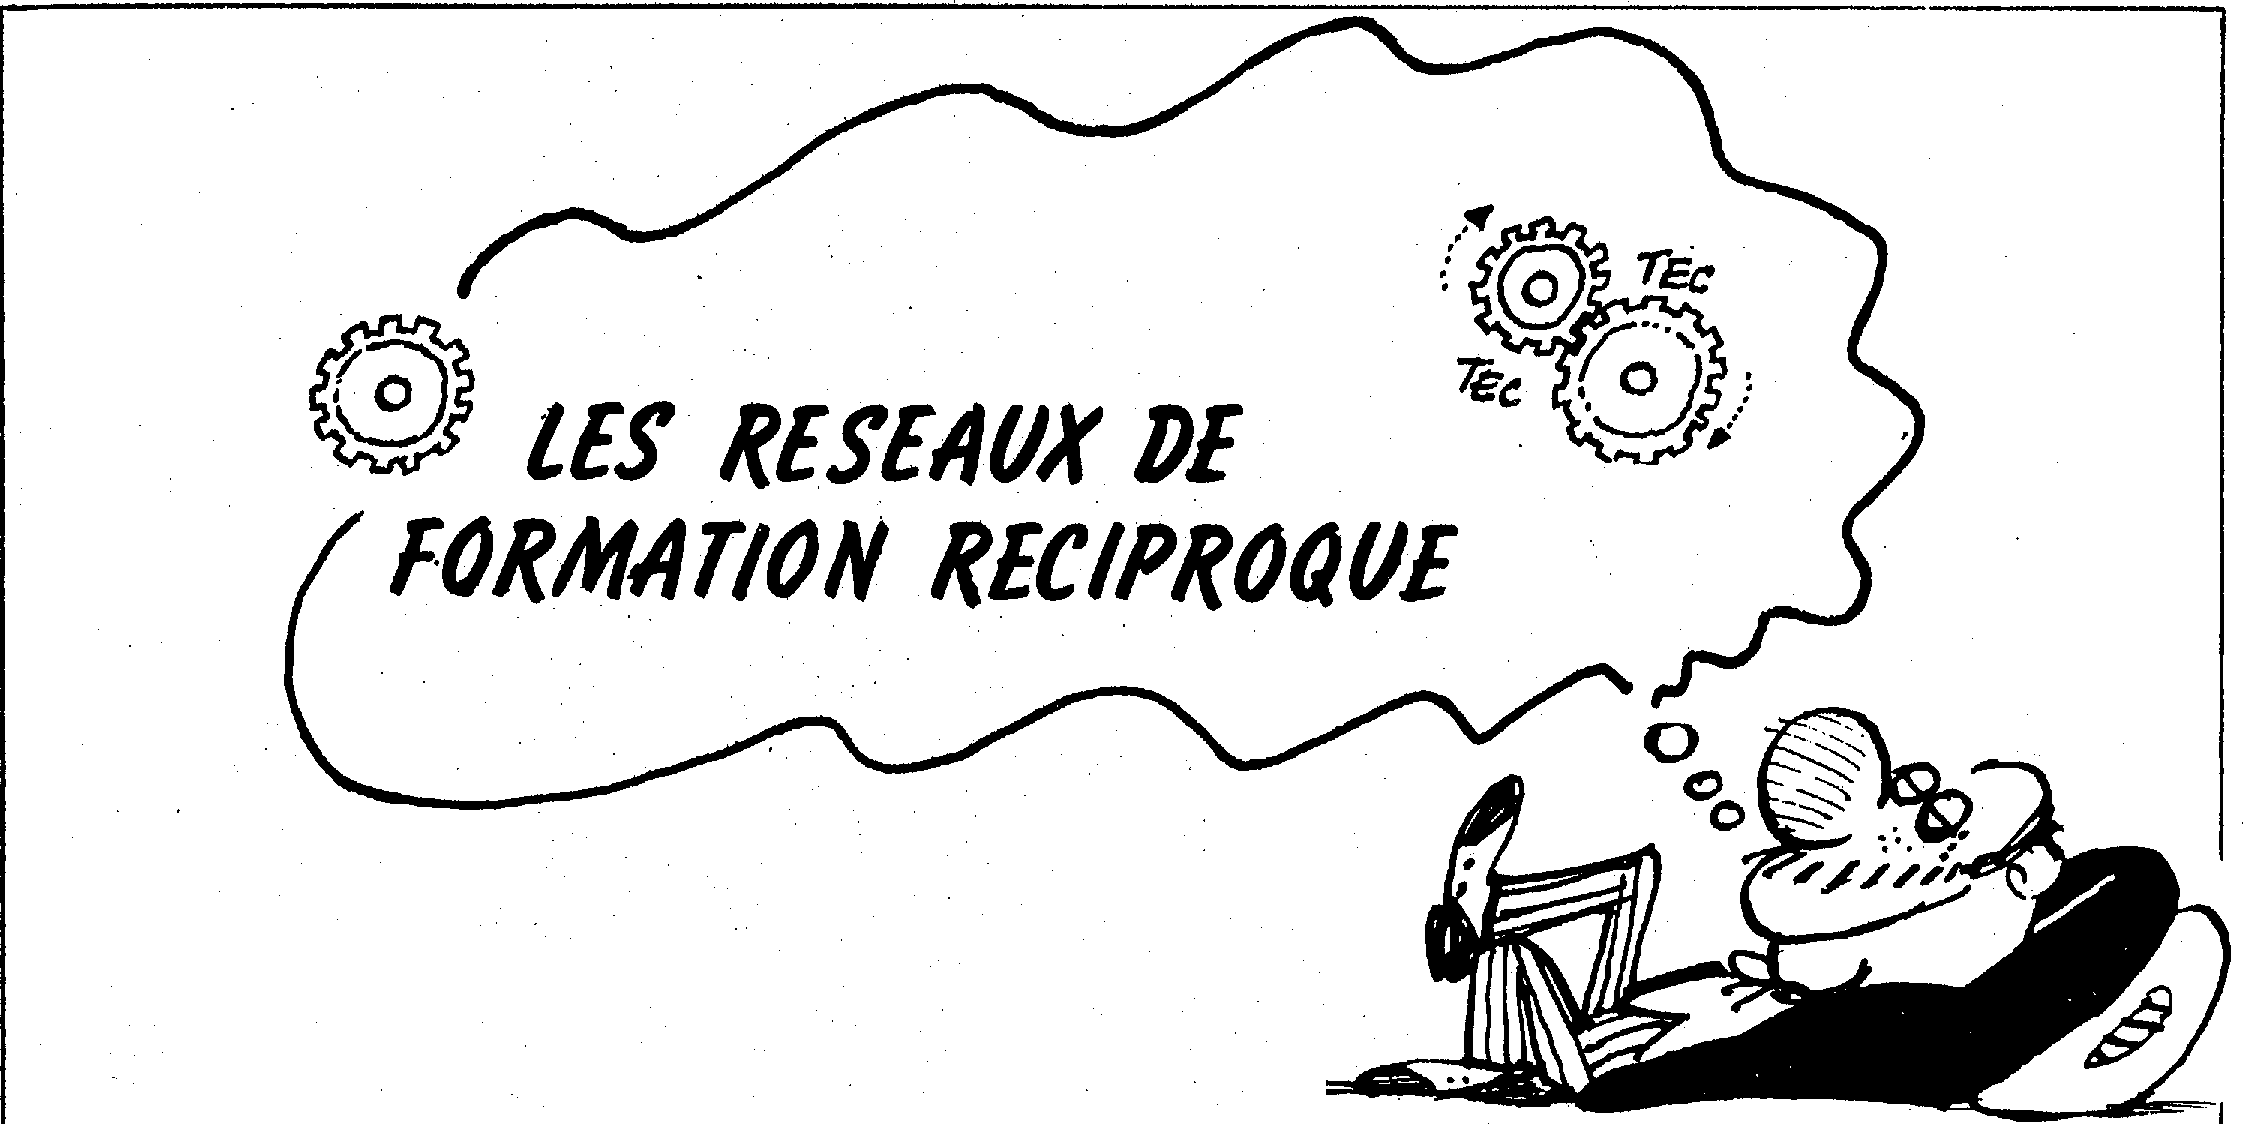 TEC
TEC
LES RESEAUX DE
FORMATION RECIPROQUE